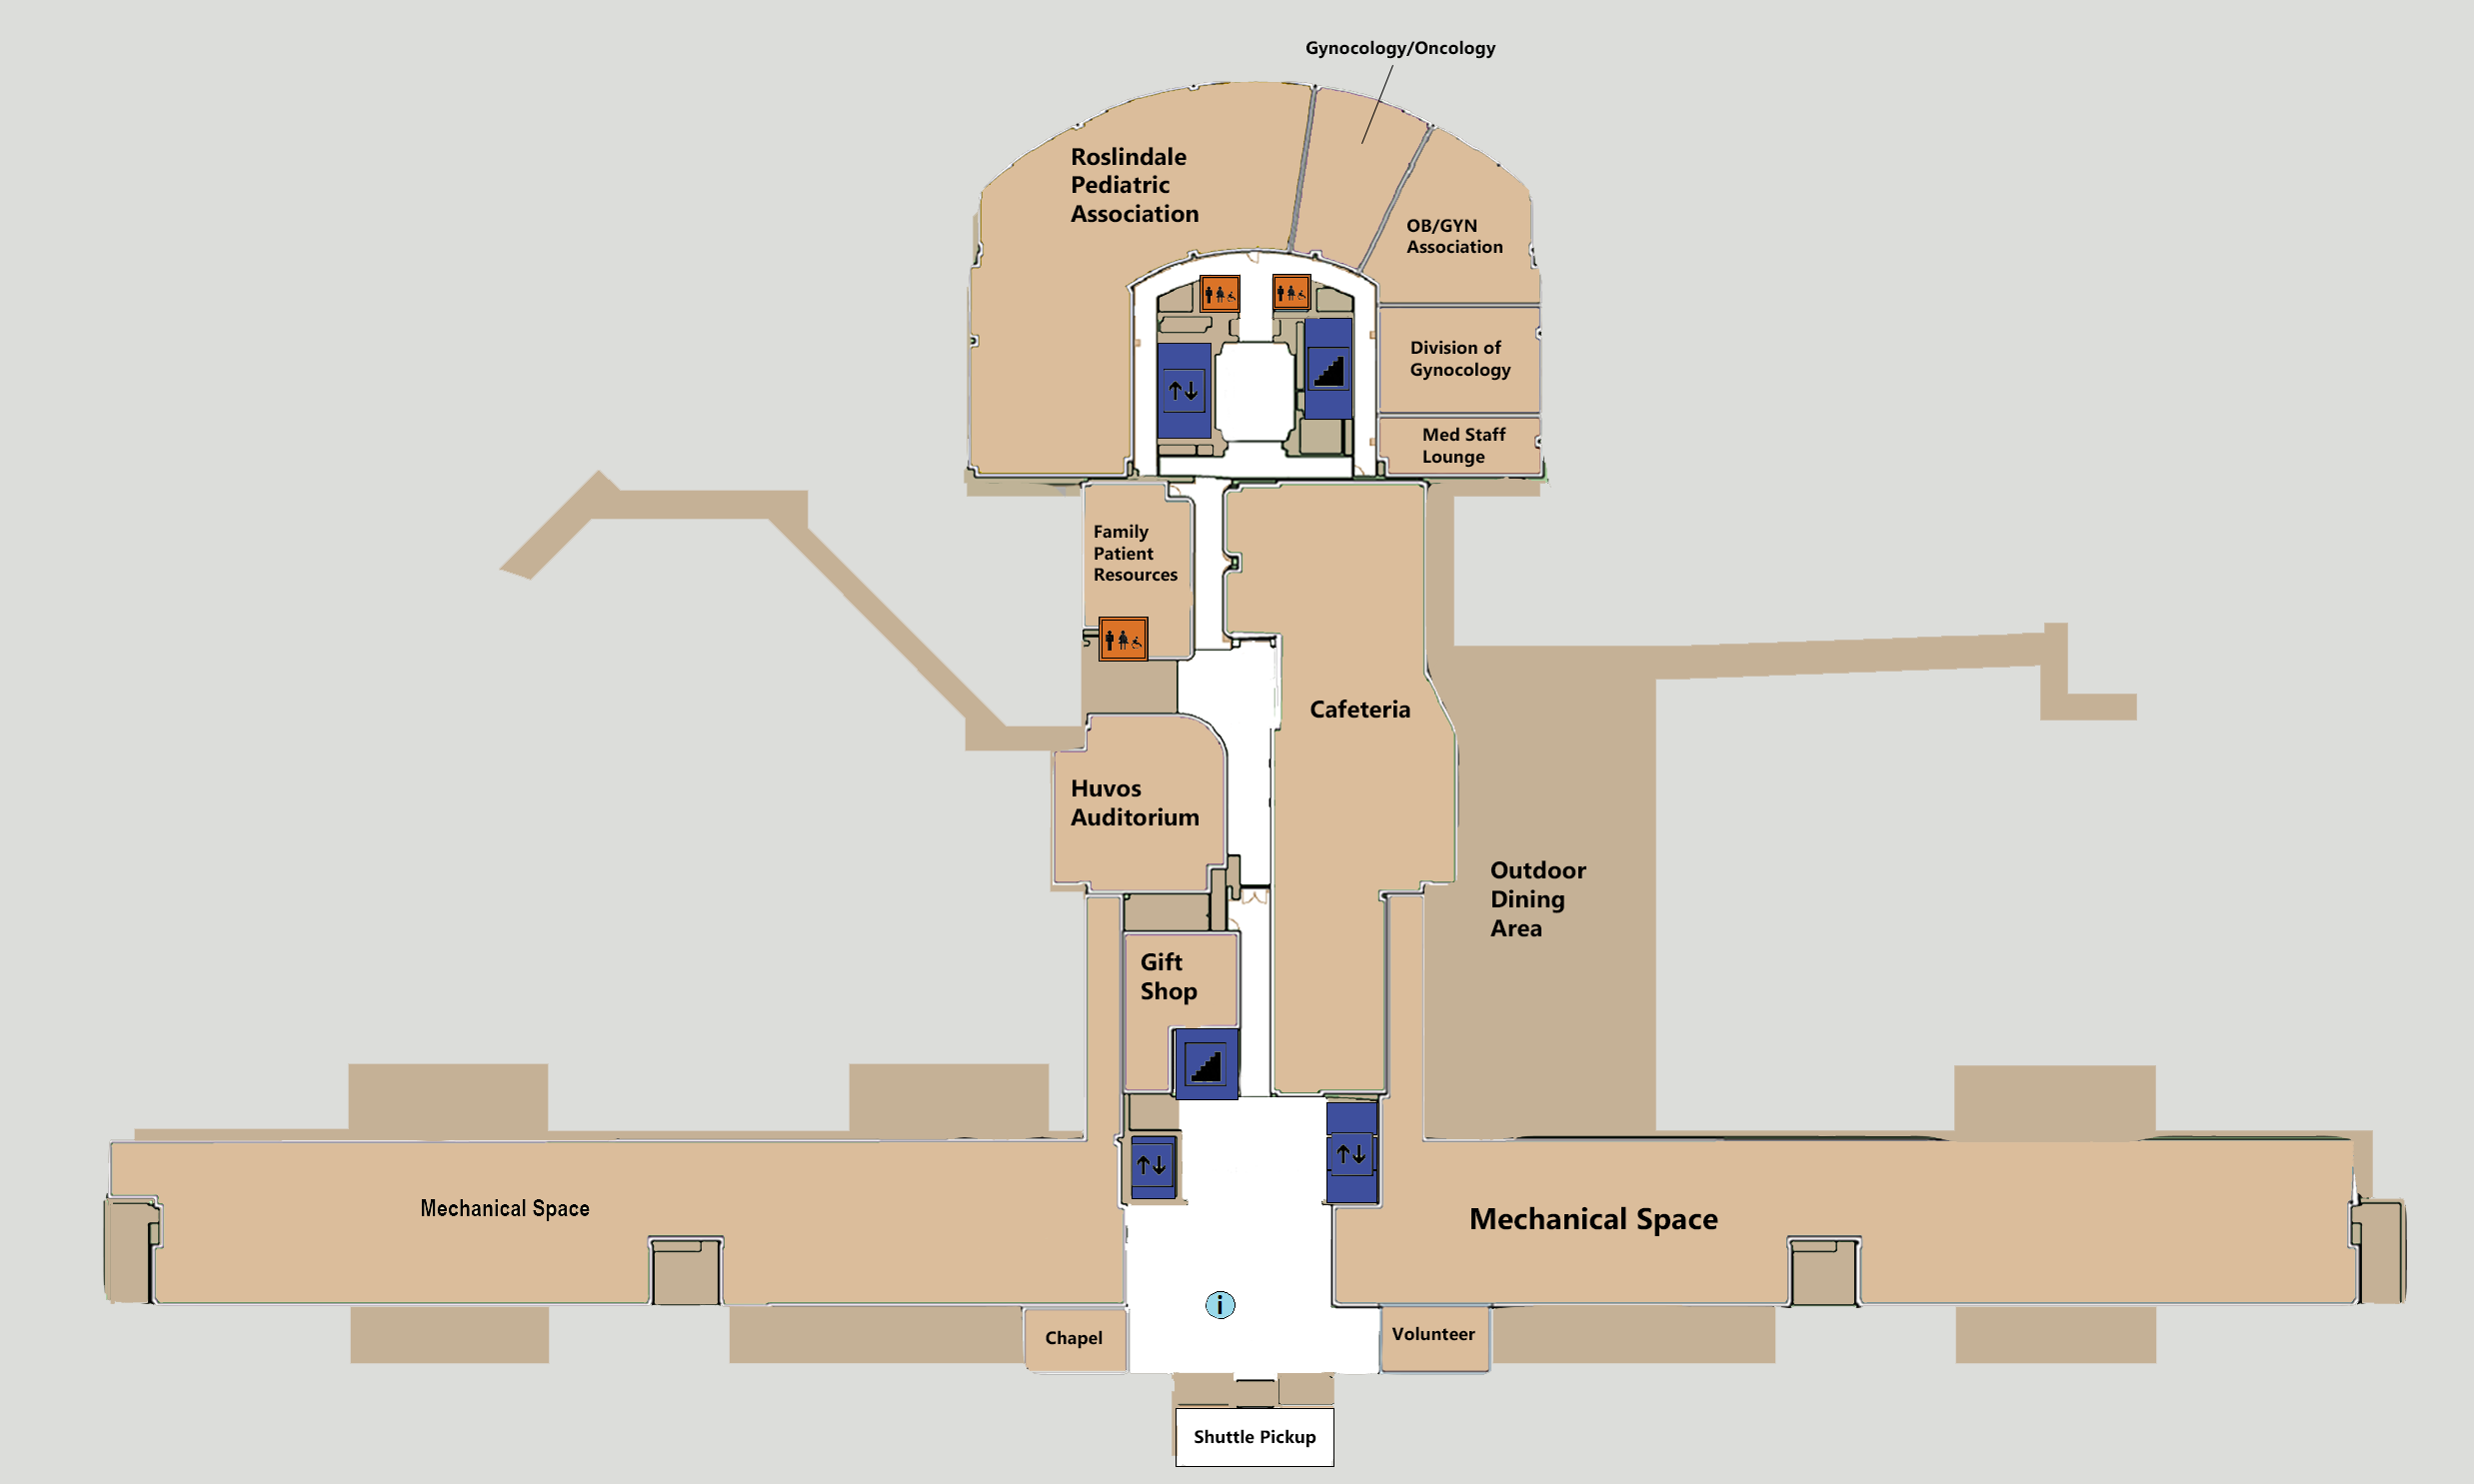 Gynocology/Oncology
Roslindale
Pediatric
Association
OB/GYN
Association
Division of
Gynocology
Med Staff
Lounge
Family
Patient
Resources
Cafeteria
Huvos
Auditorium
Outdoor
Dining
Area
Gift
Shop
Mechanical Space
Mechanical Space
i
Chapel
Volunteer
Shuttle Pickup